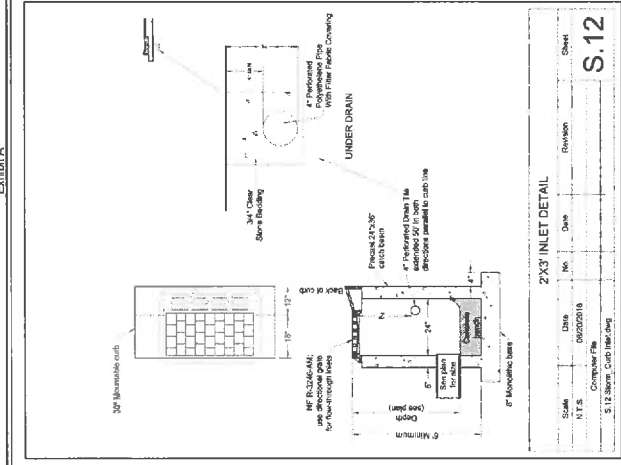 Exhibit A
30" Mountable curb
18"
12"
NF R-3246-AM;
use directional grate
for flow-through inlets
Back of curb
Precast 24"x36"
catch basin
4" Perforated Drain Tile
extended 50' in both
directions parallel to curb line
6" Minimum
Depth
(see plan)
24"
See plan
for size
Concrete
bench
8" Monolithic base
3/4" Clear
Stone Bedding
4" Perforated
Polyethelene Pipe
With Filter Fabric Covering
UNDER DRAIN
2'X3' INLET DETAIL
Scale
Date
No.
Date
Revision
Sheet
N.T.S.
06/20/2016
Computer File
S.12 Storm_Curb Inlet.dwg
S.12